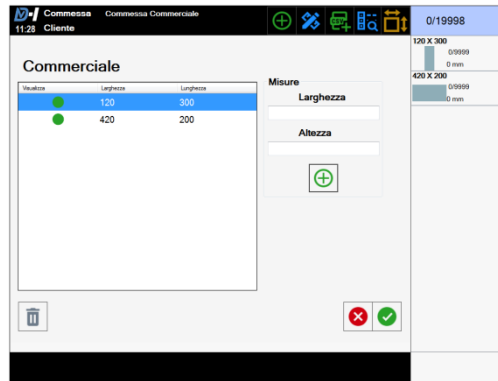 Commessa Commessa Commerciale
11:28 Cliente
0/19998
120 X 300
0/9999
0 mm
420 X 200
0/9999
0 mm
Commerciale
Visualizza Larghezza Lunghezza
120 300
420 200
Misure
Larghezza
Altezza